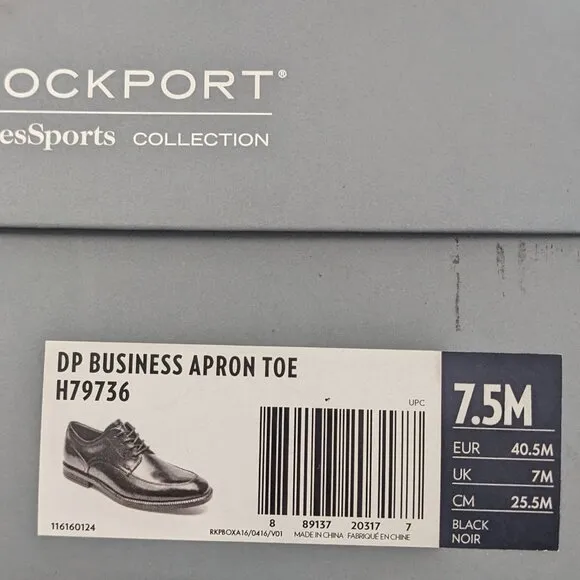 OCKPORT®
esSports COLLECTION
DP BUSINESS APRON TOE
H79736
UPC
8 89137 20317 7
116160124
RKPBOXA16/0416/V01 MADE IN CHINA FABRIQUÉ EN CHINE
7.5M
EUR 40.5M
UK 7M
CM 25.5M
BLACK
NOIR